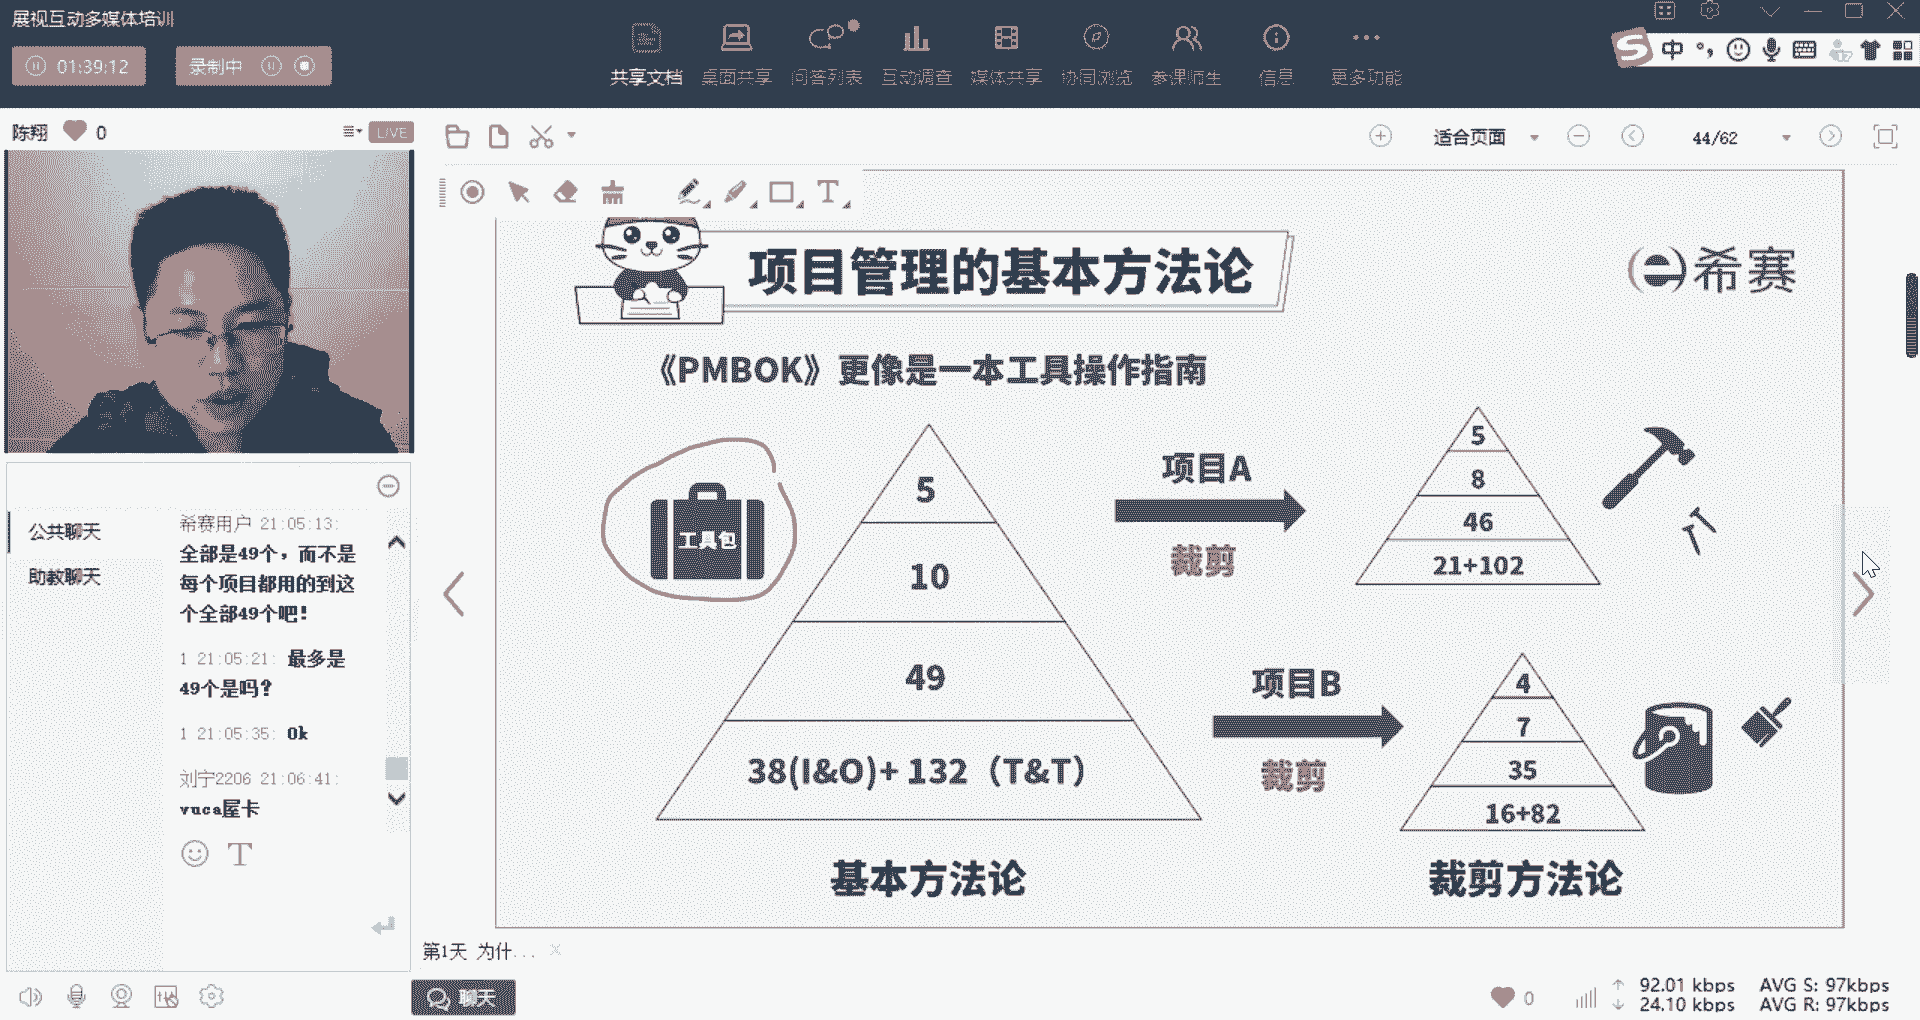 展视互动多媒体培训
01:39:12
录制中
共享文档
桌面共享
问答列表
互动调查
媒体共享
协同浏览
参课师生
信息
更多功能
中
陈翔
0
LIVE
适合页面
44/62
项目管理的基本方法论
希赛
《PMBOK》更像是一本工具操作指南
工具包
5
10
49
38(I&O)+ 132（T&T）
基本方法论
项目A
裁剪
5
8
46
21+102
项目B
裁剪
4
7
35
16+82
裁剪方法论
公共聊天
助教聊天
希赛用户 21:05:13:
全部是49个，而不是
每个项目都用的到这
个全部49个吧！
1 21:05:21: 最多是
49个是吗？
1 21:05:35: Ok
刘宁2206 21:06:41:
vuca屋卡
第1天 为什...
聊天
0
92.01 kbps
AVG S: 97kbps
24.10 kbps
AVG R: 97kbps